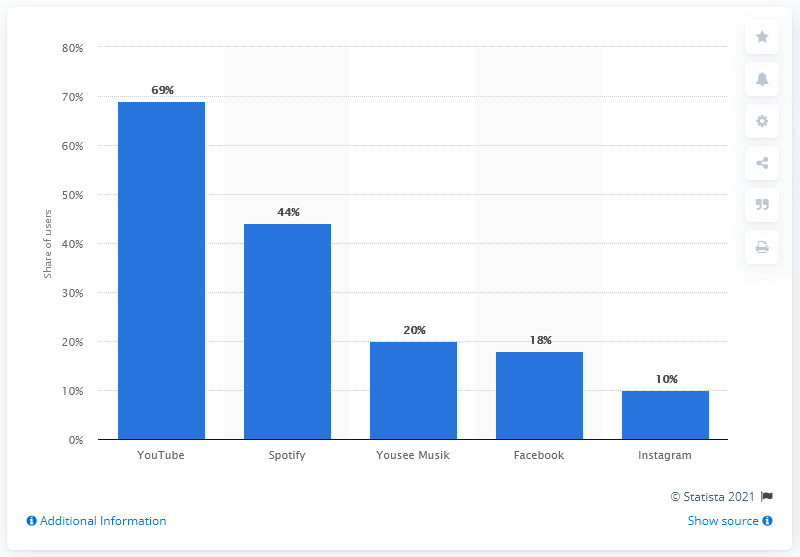 80%
70%
60%
50%
40%
30%
20%
10%
0%
Share of users
69%
44%
20%
18%
10%
YouTube
Spotify
Yousee Musik
Facebook
Instagram
© Statista 2021
Additional Information
Show source